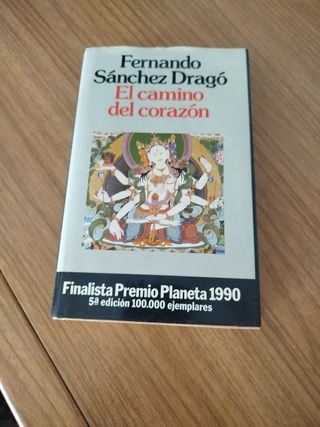 Fernando
Sánchez Dragó
El camino
del corazón
Finalista Premio Planeta 1990
5ª edición 100.000 ejemplares